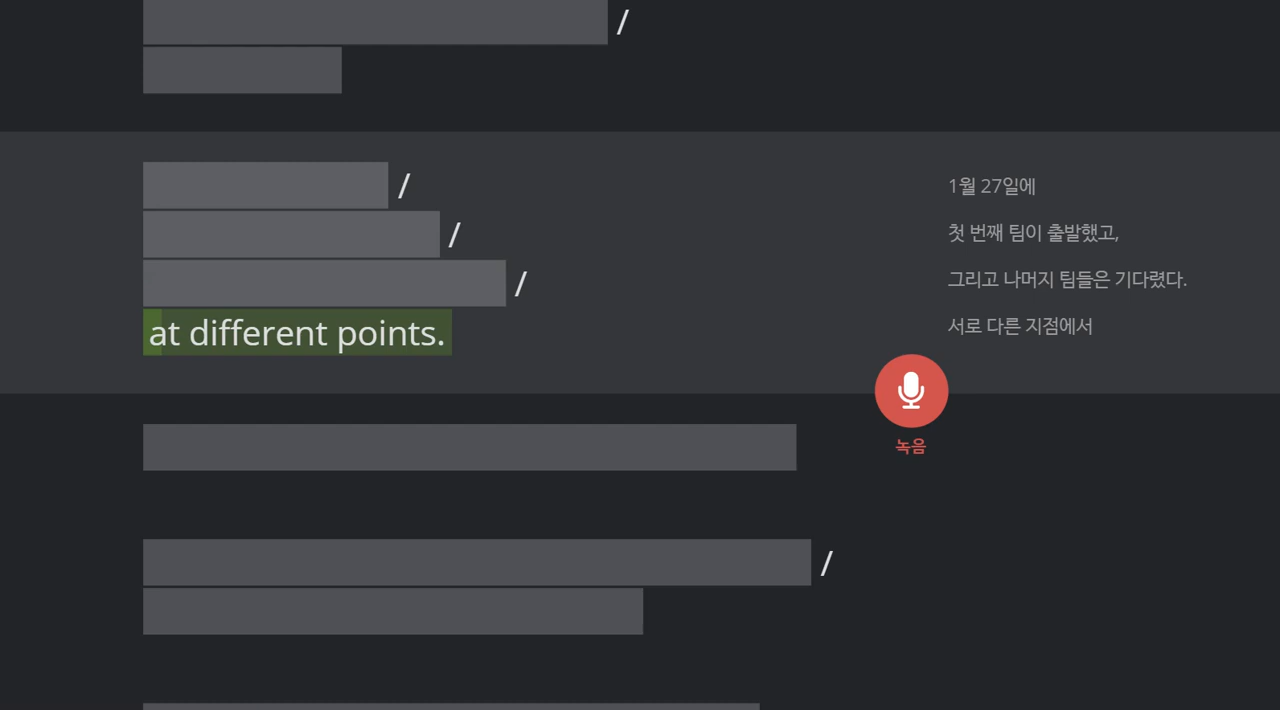 /
/
1월 27일에
/
첫 번째 팀이 출발했고,
/
그리고 나머지 팀들은 기다렸다.
at different points.
서로 다른 지점에서
녹음
/